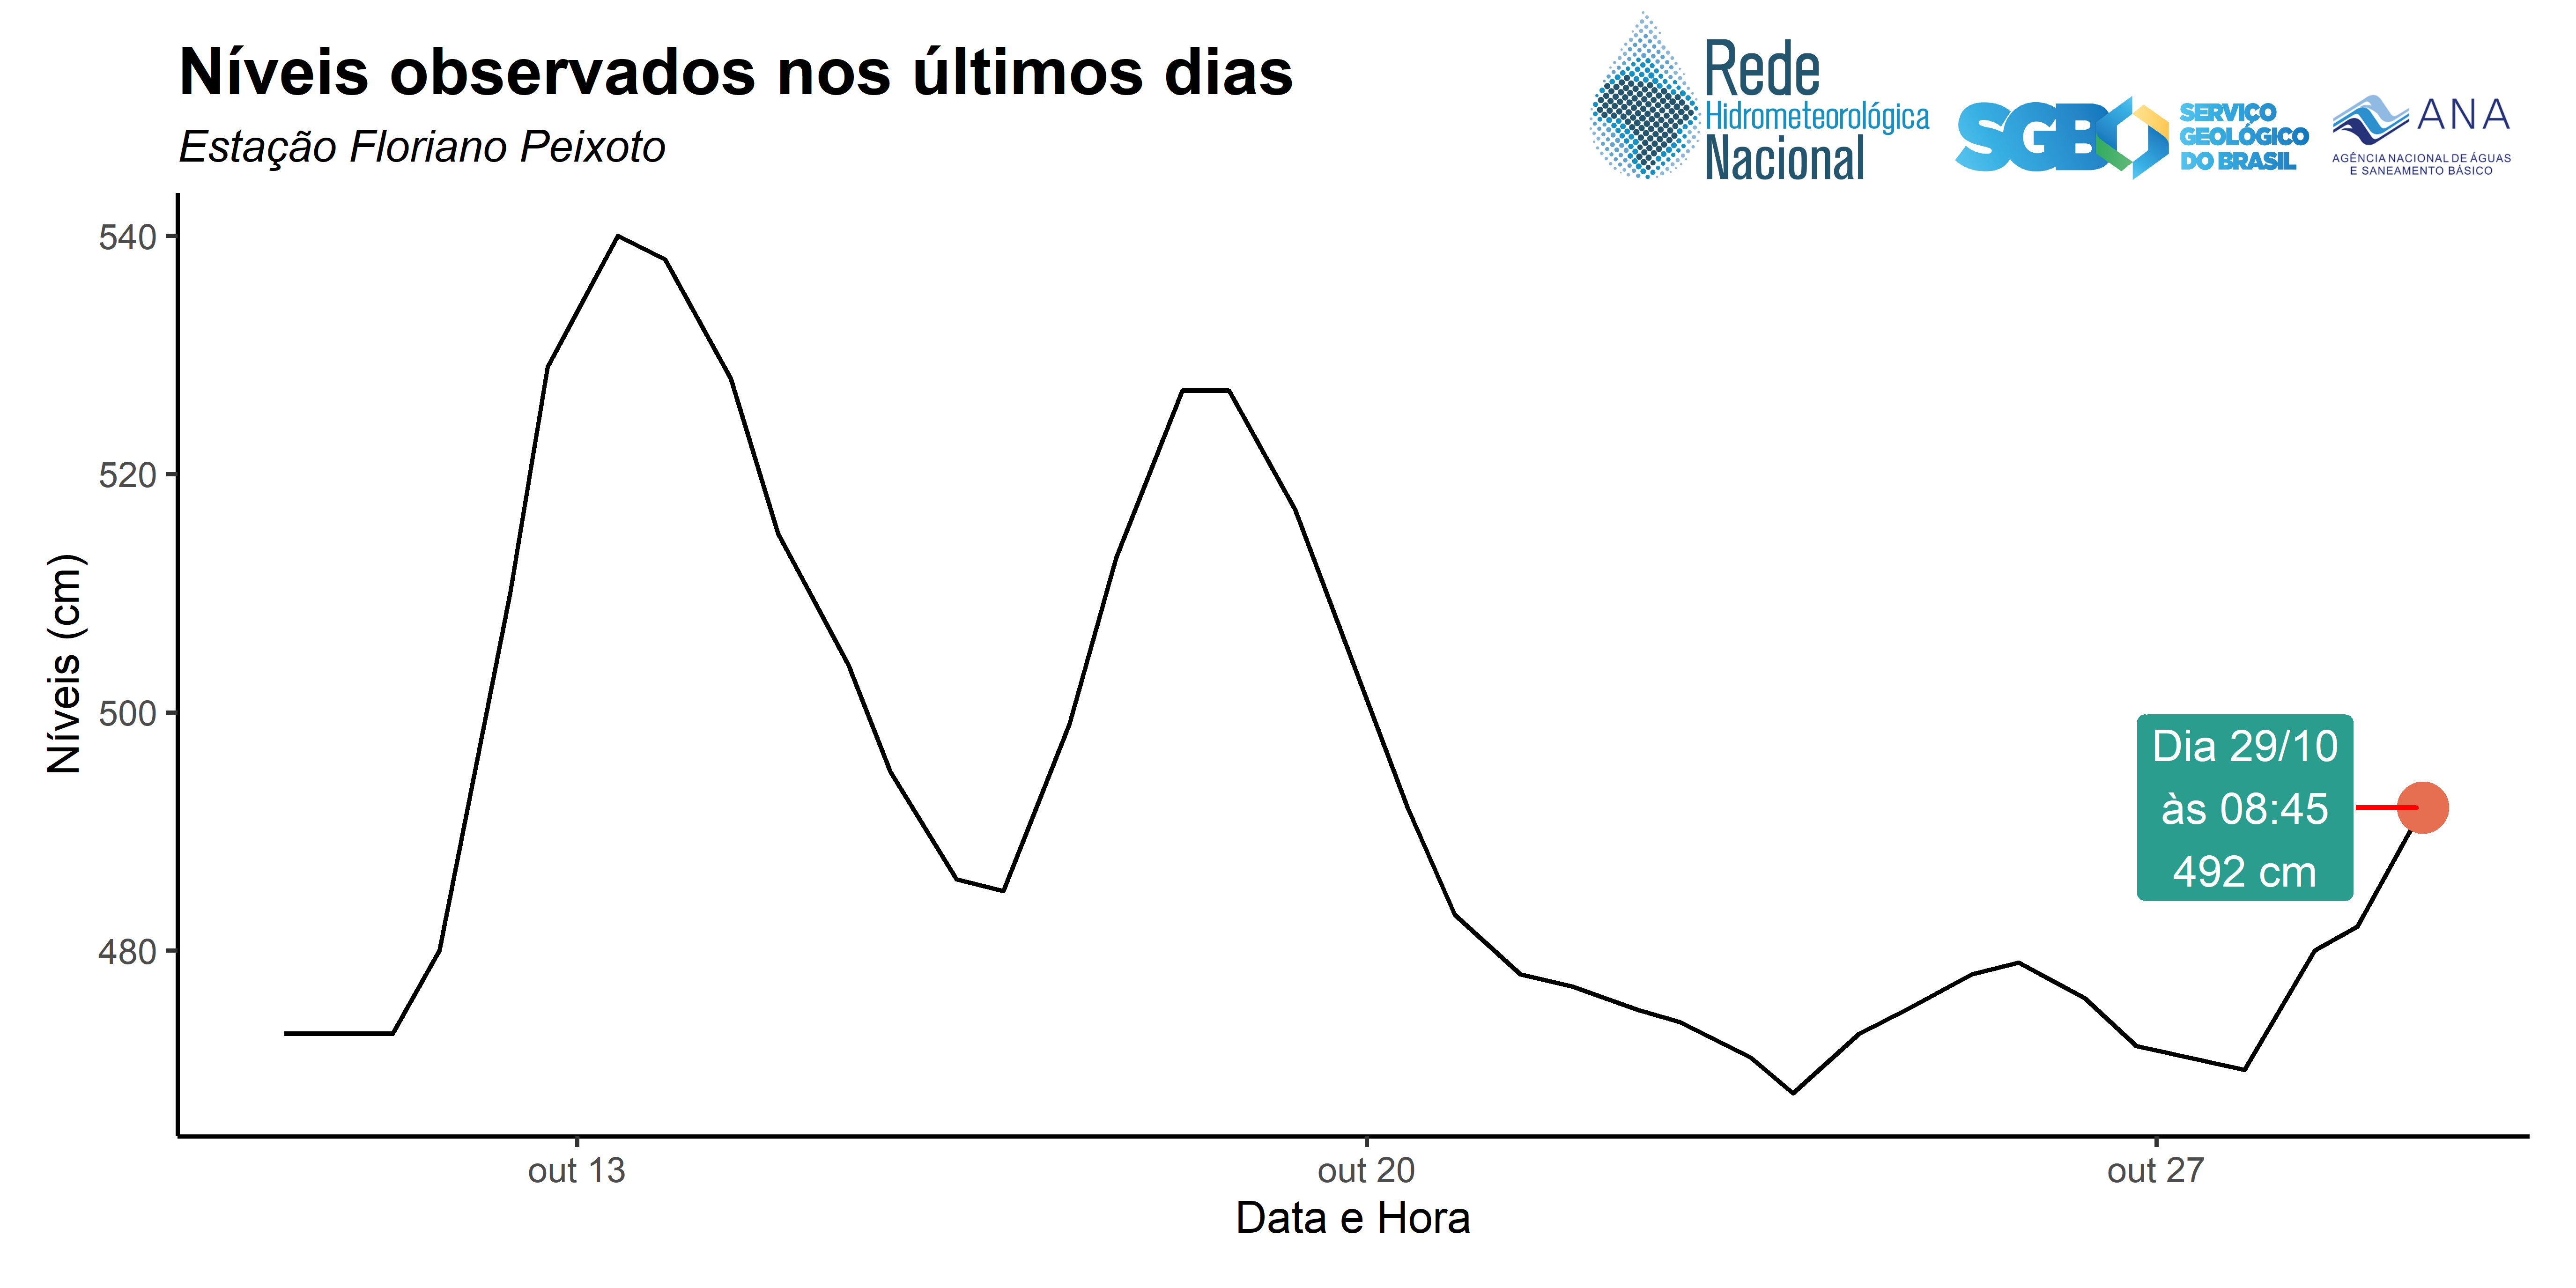 Níveis observados nos últimos dias
Estação Floriano Peixoto
Rede
Hidrometeorológica
Nacional
SGB
SERVIÇO
GEOLÓGICO
DO BRASIL
ANA
AGÊNCIA NACIONAL DE ÁGUAS
E SANEAMENTO BÁSICO
Níveis (cm)
540
520
500
480
Dia 29/10
às 08:45
492 cm
out 13
out 20
out 27
Data e Hora